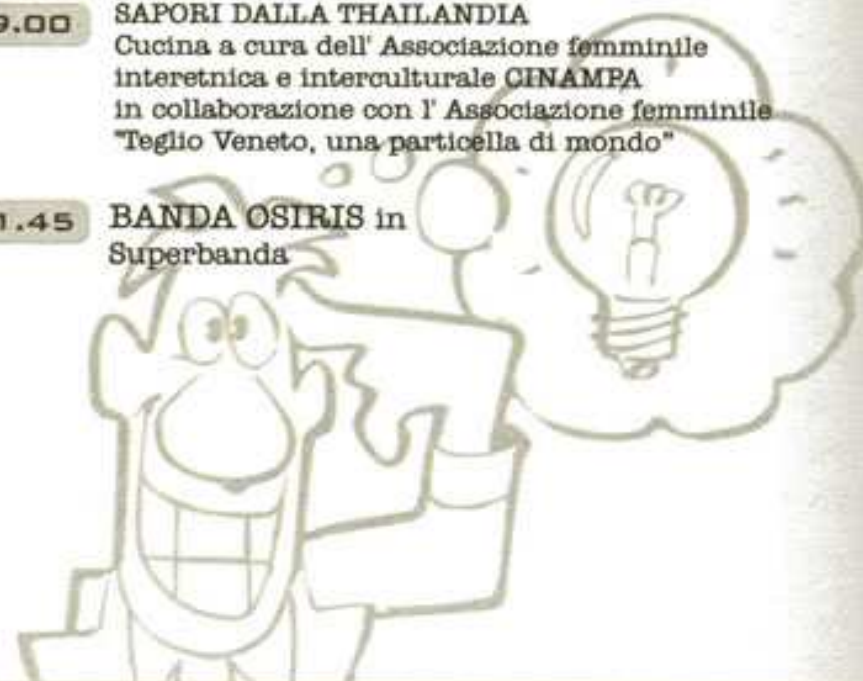 9.00 SAPORI DALLA THAILANDIA
Cucina a cura dell' Associazione femminile
interetnica e interculturale CINAMPA
in collaborazione con l' Associazione femminile
"Teglio Veneto, una particella di mondo"
1.45 BANDA OSIRIS in
Superbanda